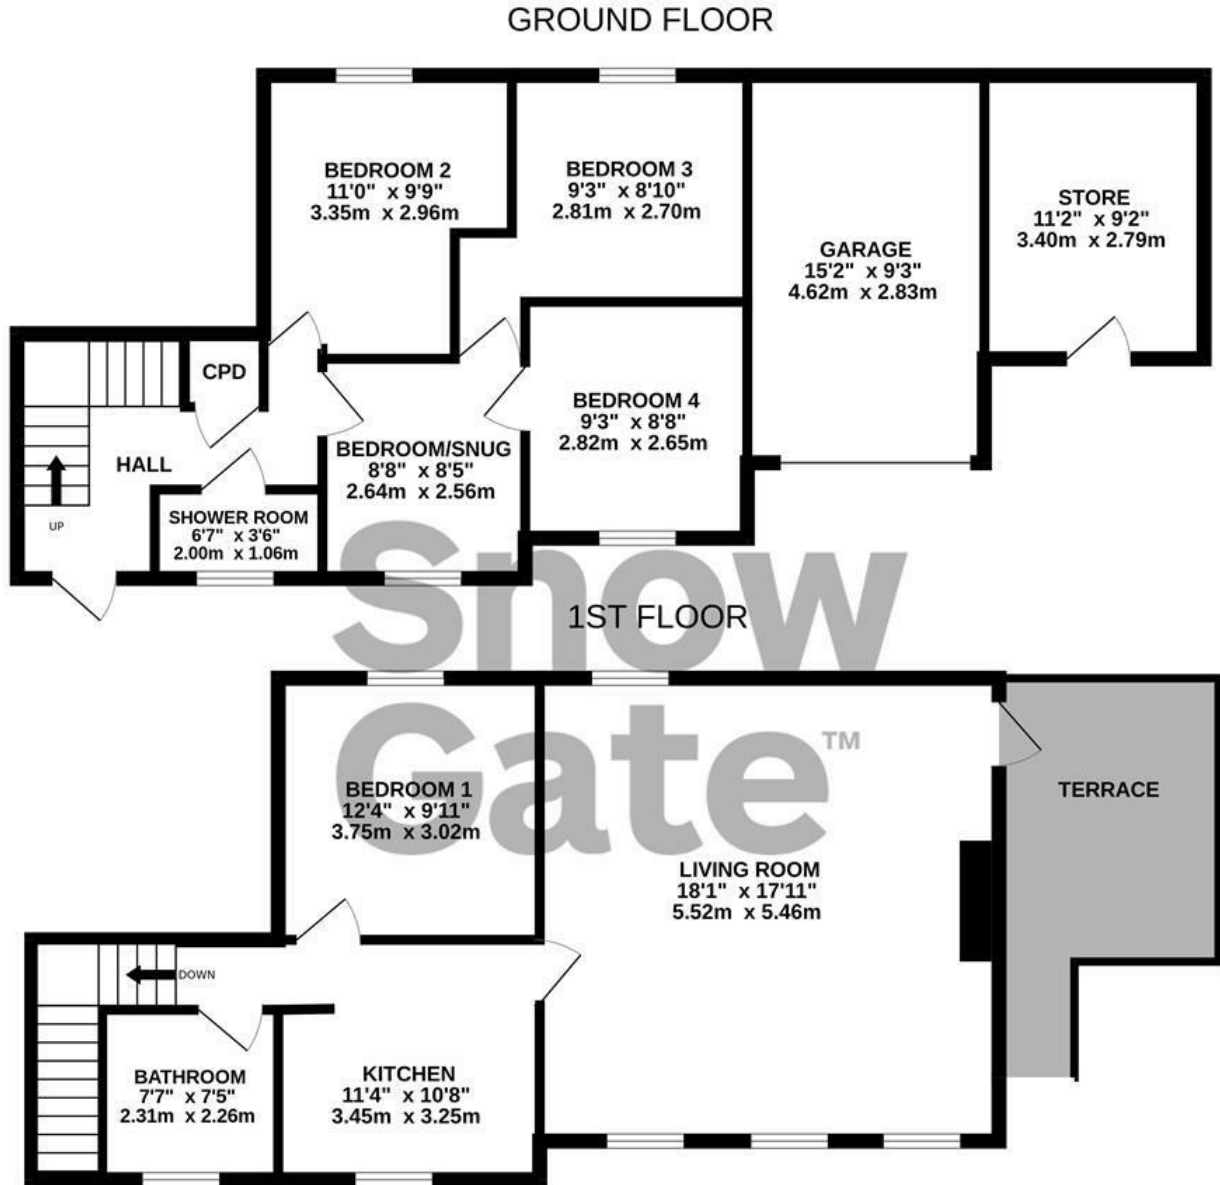 GROUND FLOOR
BEDROOM 2
11'0" x 9'9"
3.35m x 2.96m
BEDROOM 3
9'3" x 8'10"
2.81m x 2.70m
GARAGE
15'2" x 9'3"
4.62m x 2.83m
STORE
11'2" x 9'2"
3.40m x 2.79m
CPD
HALL
UP
SHOWER ROOM
6'7" x 3'6"
2.00m x 1.06m
BEDROOM/SNUG
8'8" x 8'5"
2.64m x 2.56m
BEDROOM 4
9'3" x 8'8"
2.82m x 2.65m
Snow
Gate™
1ST FLOOR
BEDROOM 1
12'4" x 9'11"
3.75m x 3.02m
LIVING ROOM
18'1" x 17'11"
5.52m x 5.46m
TERRACE
DOWN
BATHROOM
7'7" x 7'5"
2.31m x 2.26m
KITCHEN
11'4" x 10'8"
3.45m x 3.25m